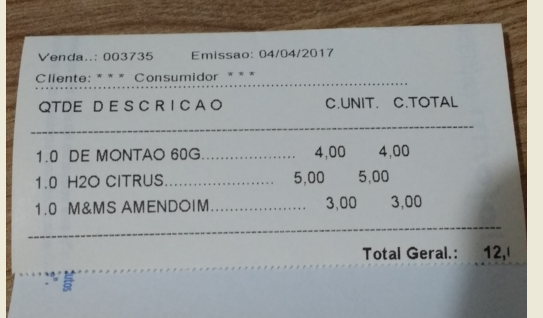 Venda..: 003735 Emissao: 04/04/2017
Cliente: * * * Consumidor * * *
QTDE DESCRICAO C.UNIT. C.TOTAL
1.0 DE MONTAO 60G..................... 4,00 4,00
1.0 H2O CITRUS........................ 5,00 5,00
1.0 M&MS AMENDOIM..................... 3,00 3,00
Total Geral.: 12,